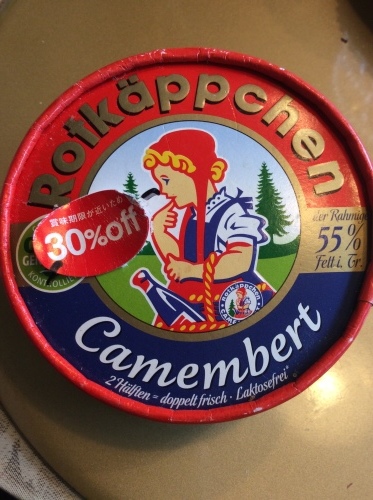 Rotkäppchen
賞味期限が近いため
30%off
der Rahmige
55%
Fett i. Tr.
ROTKÄPPCHEN
Camembert
2 Hälften = doppelt frisch · Laktosefrei*